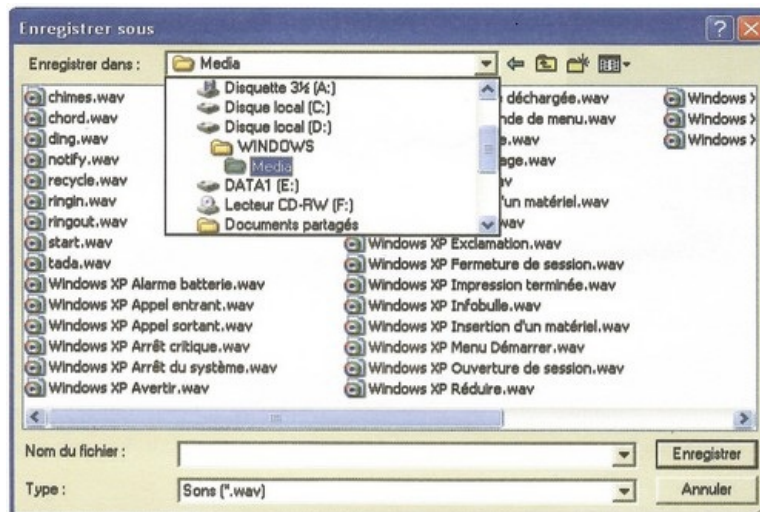 Enregistrer sous
Enregistrer dans :
Media
Disquette 3½ (A:)
Disque local (C:)
Disque local (D:)
WINDOWS
Media
DATA1 (E:)
Lecteur CD-RW (F:)
Documents partagés
chimes.wav
chord.wav
ding.wav
notify.wav
recycle.wav
ringin.wav
ringout.wav
start.wav
tada.wav
Windows XP Alarme batterie.wav
Windows XP Appel entrant.wav
Windows XP Appel sortant.wav
Windows XP Arrêt critique.wav
Windows XP Arrêt du système.wav
Windows XP Avertir.wav
déchargée.wav
de menu.wav
'un matériel.wav
Windows XP Exclamation.wav
Windows XP Fermeture de session.wav
Windows XP Impression terminée.wav
Windows XP Infobulle.wav
Windows XP Insertion d'un matériel.wav
Windows XP Menu Démarrer.wav
Windows XP Ouverture de session.wav
Windows XP Réduire.wav
Windows
Windows
Windows
Nom du fichier :
Enregistrer
Type :
Sons (*.wav)
Annuler